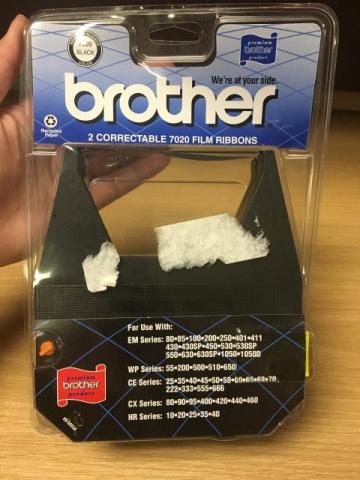 7020
BLACK
COLOR
premium
brother
product
We're at your side.
brother
Recycled
Paper
2 CORRECTABLE 7020 FILM RIBBONS
For Use With:
EM Series: 80•85•100•200•250•401•411
430•430SP•450•530•530SP
550•630•630SP•1050•1050D
WP Series: 55•200•500•510•650
CE Series: 25•35•40•45•50•58•60•65•68•70,
222•333•555•666
CX Series: 80•90•95•400•420•440•460
HR Series: 10•20•25•35•40
premium
brother
product